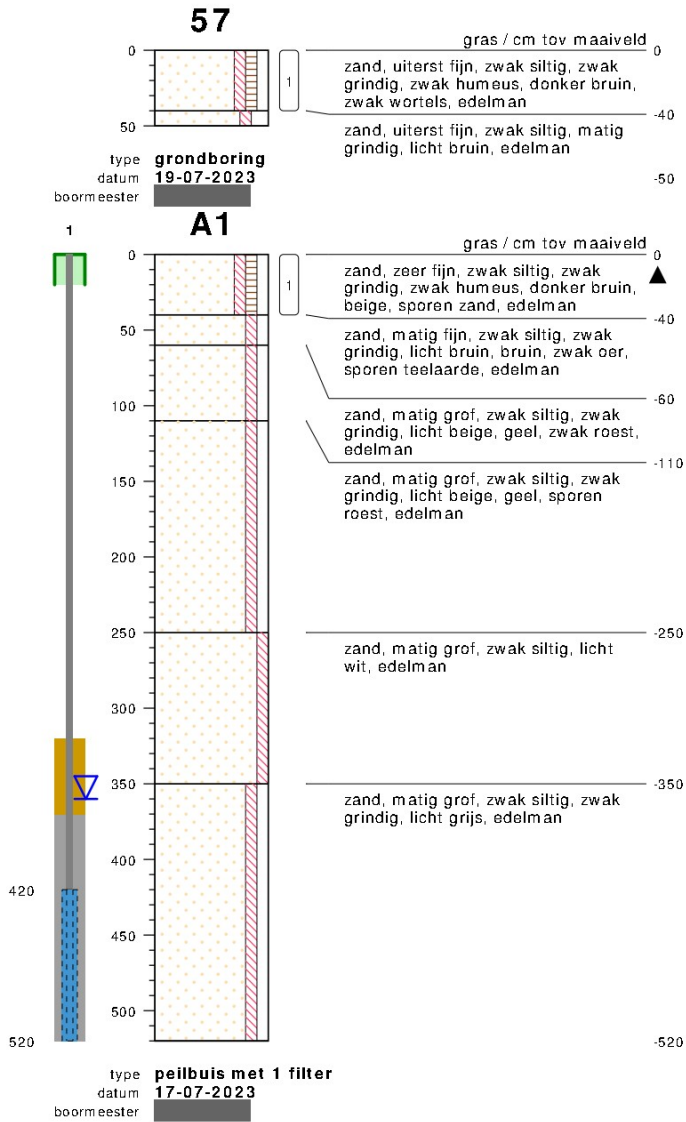 57
gras / cm tov maaiveld
0
0
1
zand, uiterst fijn, zwak siltig, zwak
grindig, zwak humeus, donker bruin,
zwak wortels, edelman
-40
50
zand, uiterst fijn, zwak siltig, matig
grindig, licht bruin, edelman
-50
type grondboring
datum 19-07-2023
boormeester
1
A1
gras / cm tov maaiveld
0
0
1
zand, zeer fijn, zwak siltig, zwak
grindig, zwak humeus, donker bruin,
beige, sporen zand, edelman
-40
50
zand, matig fijn, zwak siltig, zwak
grindig, licht bruin, bruin, zwak oer,
sporen teelaarde, edelman
-60
100
zand, matig grof, zwak siltig, zwak
grindig, licht beige, geel, zwak roest,
edelman
-110
150
zand, matig grof, zwak siltig, zwak
grindig, licht beige, geel, sporen
roest, edelman
200
250
-250
zand, matig grof, zwak siltig, licht
wit, edelman
300
350
-350
zand, matig grof, zwak siltig, zwak
grindig, licht grijs, edelman
400
420
450
500
520
-520
type peilbuis met 1 filter
datum 17-07-2023
boormeester